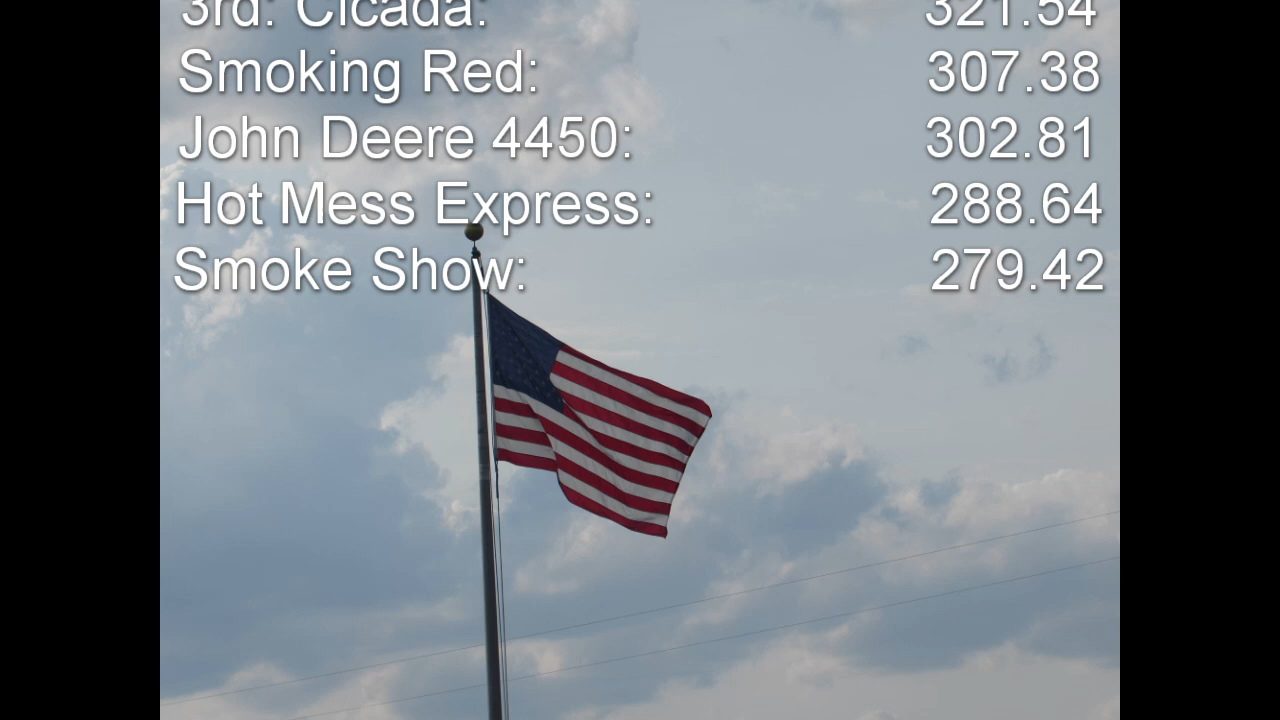 3rd: Cicada: 321.54
Smoking Red: 307.38
John Deere 4450: 302.81
Hot Mess Express: 288.64
Smoke Show: 279.42